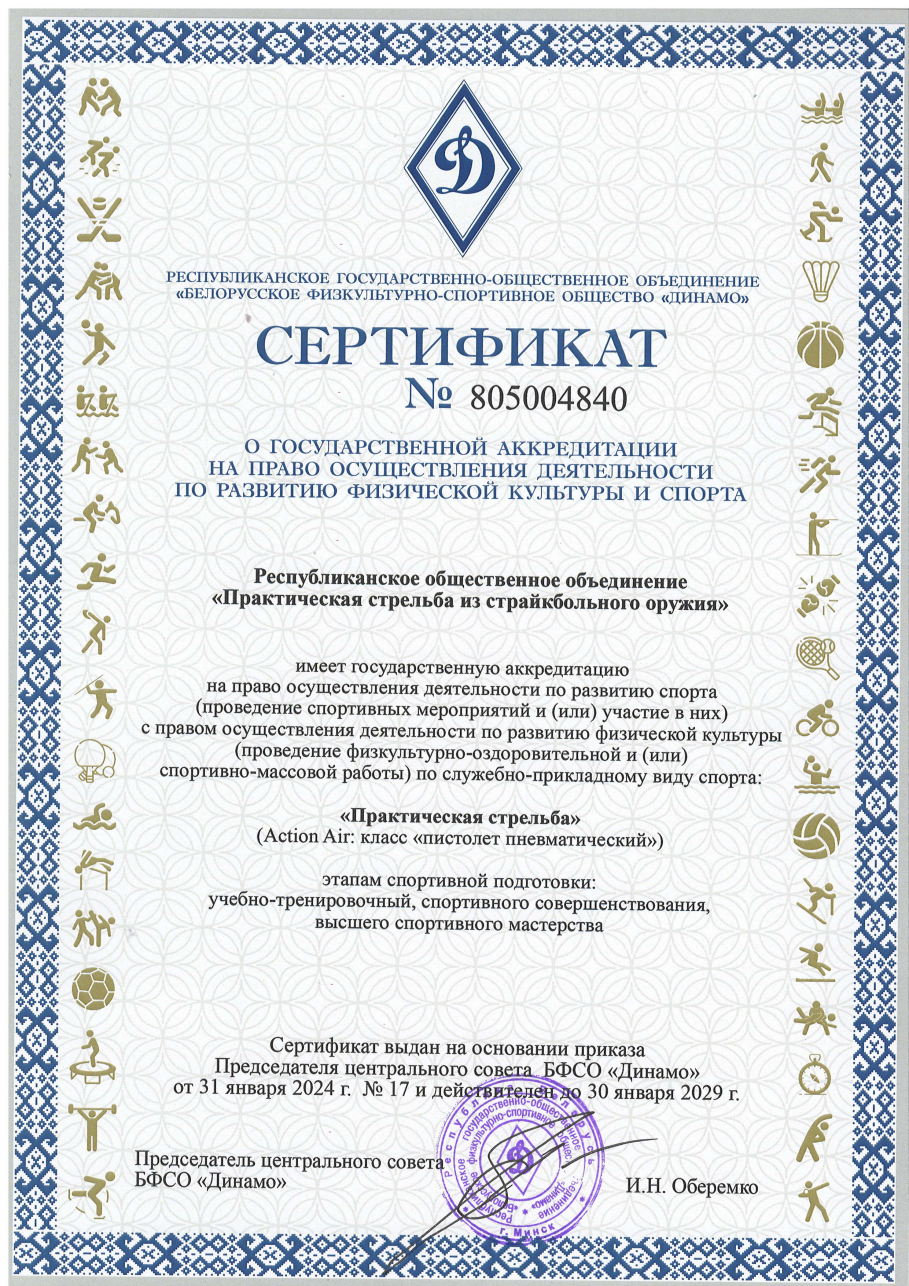 Д
РЕСПУБЛИКАНСКОЕ ГОСУДАРСТВЕННО-ОБЩЕСТВЕННОЕ ОБЪЕДИНЕНИЕ
«БЕЛОРУССКОЕ ФИЗКУЛЬТУРНО-СПОРТИВНОЕ ОБЩЕСТВО «ДИНАМО»
СЕРТИФИКАТ
№ 805004840
О ГОСУДАРСТВЕННОЙ АККРЕДИТАЦИИ
НА ПРАВО ОСУЩЕСТВЛЕНИЯ ДЕЯТЕЛЬНОСТИ
ПО РАЗВИТИЮ ФИЗИЧЕСКОЙ КУЛЬТУРЫ И СПОРТА
Республиканское общественное объединение
«Практическая стрельба из страйкбольного оружия»
имеет государственную аккредитацию
на право осуществления деятельности по развитию спорта
(проведение спортивных мероприятий и (или) участие в них)
с правом осуществления деятельности по развитию физической культуры
(проведение физкультурно-оздоровительной и (или)
спортивно-массовой работы) по служебно-прикладному виду спорта:
«Практическая стрельба»
(Action Air: класс «пистолет пневматический»)
этапам спортивной подготовки:
учебно-тренировочный, спортивного совершенствования,
высшего спортивного мастерства
Сертификат выдан на основании приказа
Председателя центрального совета БФСО «Динамо»
от 31 января 2024 г. № 17 и действителен до 30 января 2029 г.
Председатель центрального совета
БФСО «Динамо»
И.Н. Оберемко
Республика Беларусь
Республиканское государственно-общественное
физкультурно-спортивное
«Динамо»
г. Минск